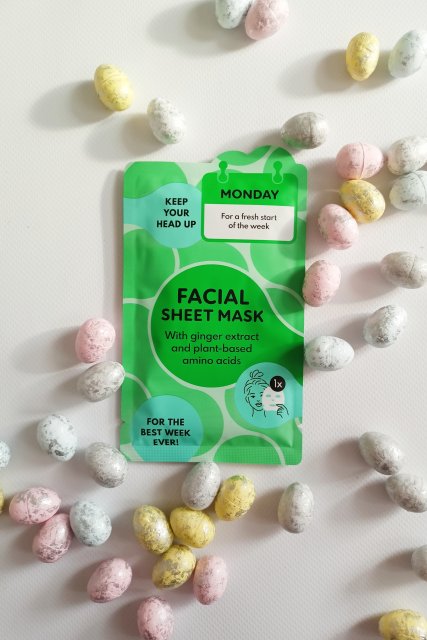 KEEP
YOUR
HEAD UP
MONDAY
For a fresh start
of the week
FACIAL
SHEET MASK
With ginger extract
and plant-based
amino acids
1x
FOR THE
BEST WEEK
EVER!